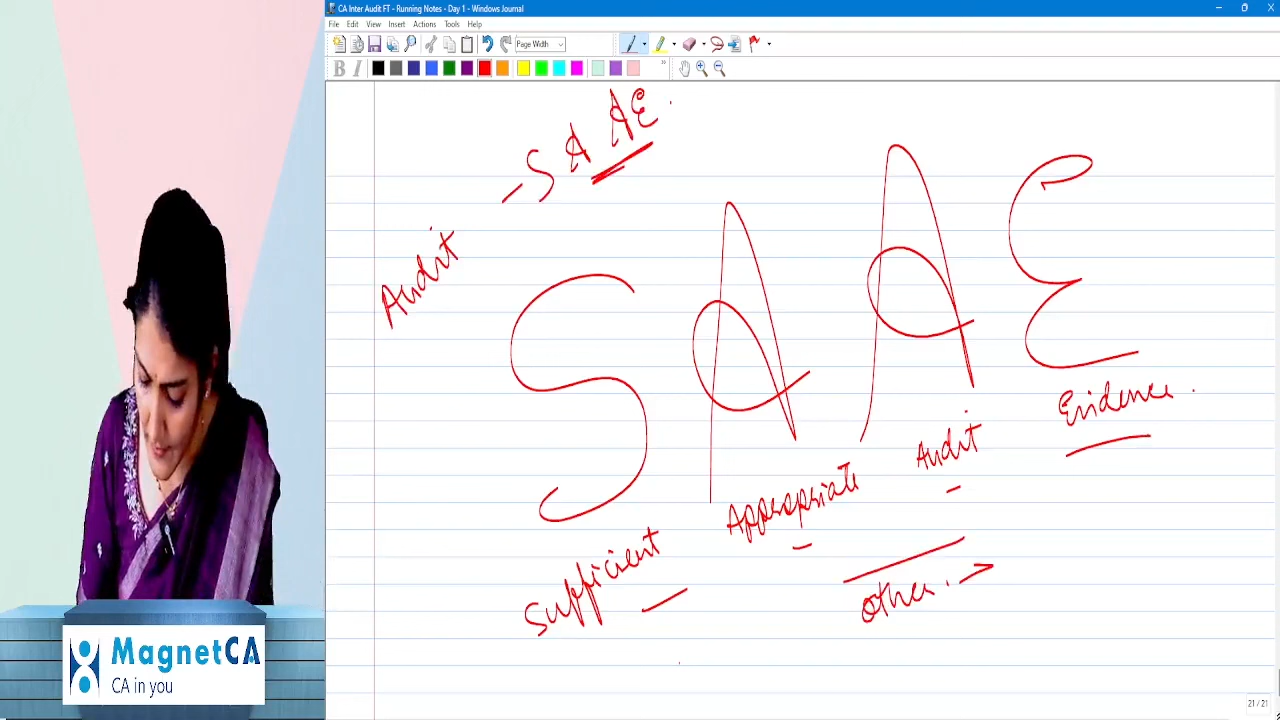 CA Inter Audit FT - Running Notes - Day 1 - Windows Journal
File Edit View Insert Actions Tools Help
Page Width
B I
- S A AE.
Audit
S A A E
Evidence.
Audit
Appropriate
Sufficient
other. →
MagnetCA
CA in you
21 / 21